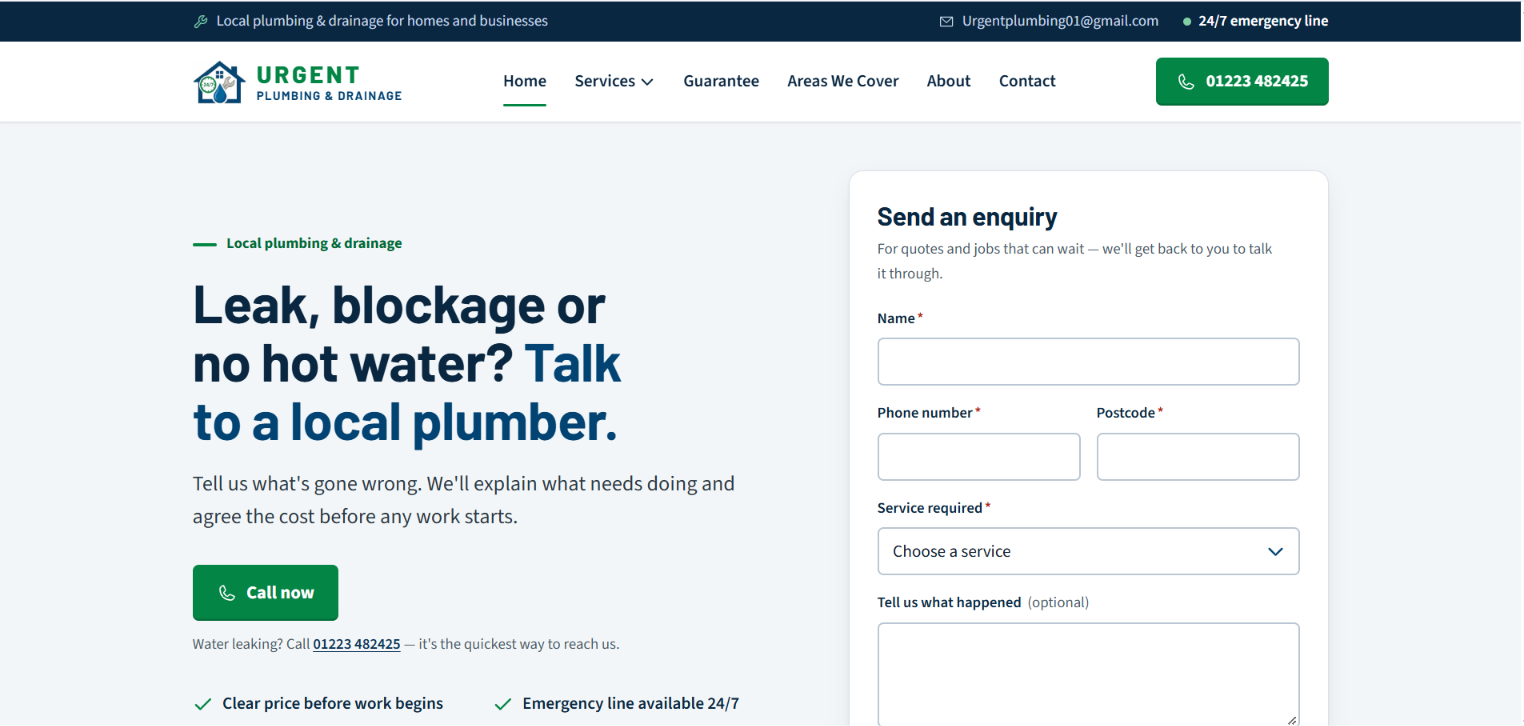 Local plumbing & drainage for homes and businesses
Urgentplumbing01@gmail.com
24/7 emergency line
URGENT
PLUMBING & DRAINAGE
Home
Services
Guarantee
Areas We Cover
About
Contact
01223 482425
Local plumbing & drainage
Leak, blockage or
no hot water? Talk
to a local plumber.
Tell us what's gone wrong. We'll explain what needs doing and
agree the cost before any work starts.
Call now
Water leaking? Call 01223 482425 — it's the quickest way to reach us.
Clear price before work begins
Emergency line available 24/7
Send an enquiry
For quotes and jobs that can wait — we'll get back to you to talk
it through.
Name*
Phone number*
Postcode*
Service required*
Choose a service
Tell us what happened (optional)